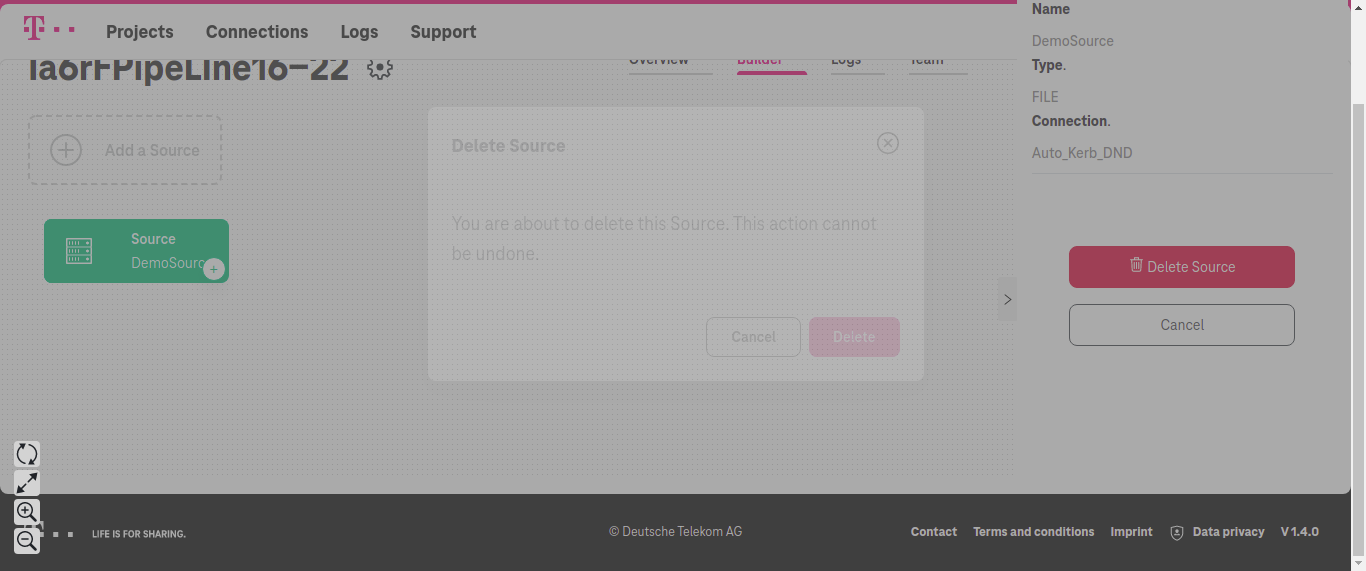 T
Projects Connections Logs Support
la6rFPipeLine16–22
Overview Builder Logs Team
Add a Source
Source
DemoSourc
Delete Source
You are about to delete this Source. This action cannot
be undone.
Cancel Delete
Name
DemoSource
Type.
FILE
Connection.
Auto_Kerb_DND
Delete Source
Cancel
LIFE IS FOR SHARING.
© Deutsche Telekom AG
Contact Terms and conditions Imprint Data privacy V 1.4.0